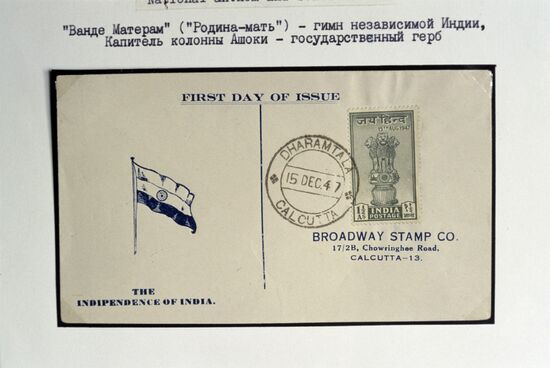 National
"Ванде Матерам" ("Родина-мать") - гимн независимой Индии,
Капитель колонны Ашоки - государственный герб
FIRST DAY OF ISSUE
जय हिन्द
15TH AUG 1947
DHARAMTALA
15 DEC. 47
CALCUTTA
INDIA
POSTAGE
BROADWAY STAMP CO.
17/2B, Chowringhee Road,
CALCUTTA-13.
THE
INDIPENDENCE OF INDIA.